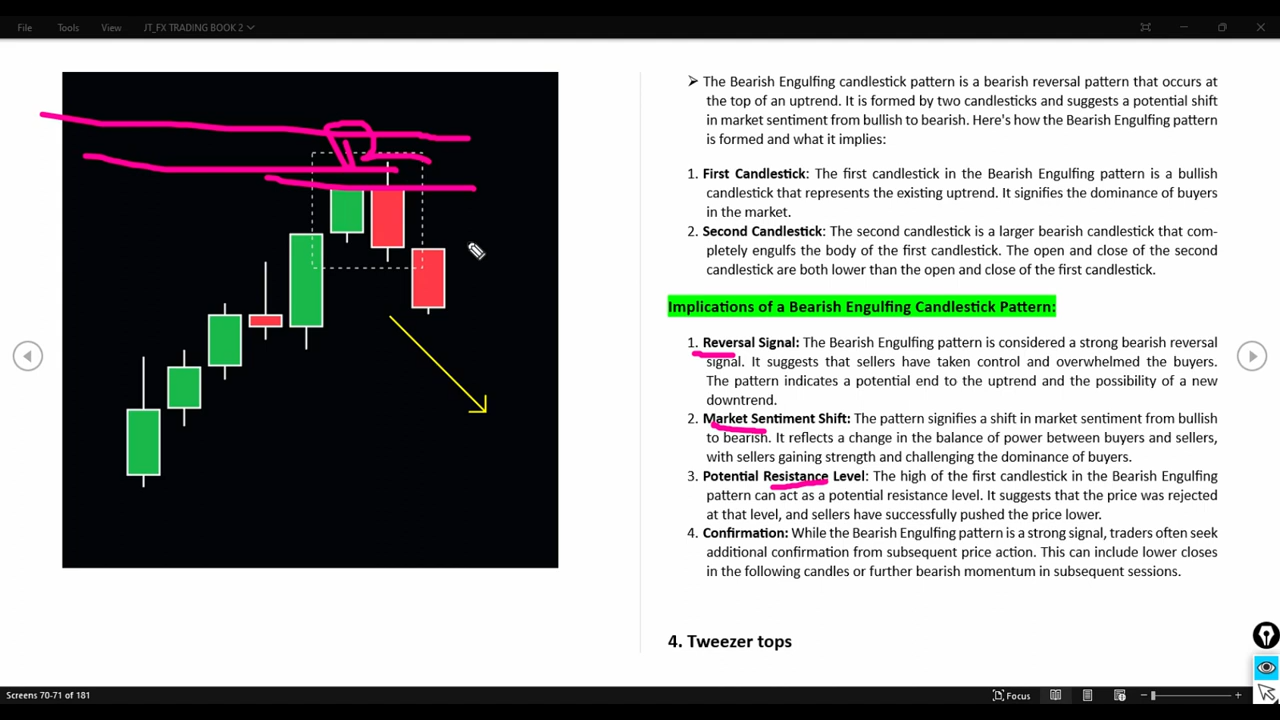 File Tools View JT_FX TRADING BOOK 2
➢ The Bearish Engulfing candlestick pattern is a bearish reversal pattern that occurs at
the top of an uptrend. It is formed by two candlesticks and suggests a potential shift
in market sentiment from bullish to bearish. Here's how the Bearish Engulfing pattern
is formed and what it implies:
1. First Candlestick: The first candlestick in the Bearish Engulfing pattern is a bullish
candlestick that represents the existing uptrend. It signifies the dominance of buyers
in the market.
2. Second Candlestick: The second candlestick is a larger bearish candlestick that com-
pletely engulfs the body of the first candlestick. The open and close of the second
candlestick are both lower than the open and close of the first candlestick.
Implications of a Bearish Engulfing Candlestick Pattern:
1. Reversal Signal: The Bearish Engulfing pattern is considered a strong bearish reversal
signal. It suggests that sellers have taken control and overwhelmed the buyers.
The pattern indicates a potential end to the uptrend and the possibility of a new
downtrend.
2. Market Sentiment Shift: The pattern signifies a shift in market sentiment from bullish
to bearish. It reflects a change in the balance of power between buyers and sellers,
with sellers gaining strength and challenging the dominance of buyers.
3. Potential Resistance Level: The high of the first candlestick in the Bearish Engulfing
pattern can act as a potential resistance level. It suggests that the price was rejected
at that level, and sellers have successfully pushed the price lower.
4. Confirmation: While the Bearish Engulfing pattern is a strong signal, traders often seek
additional confirmation from subsequent price action. This can include lower closes
in the following candles or further bearish momentum in subsequent sessions.
4. Tweezer tops
Screens 70-71 of 181 Focus